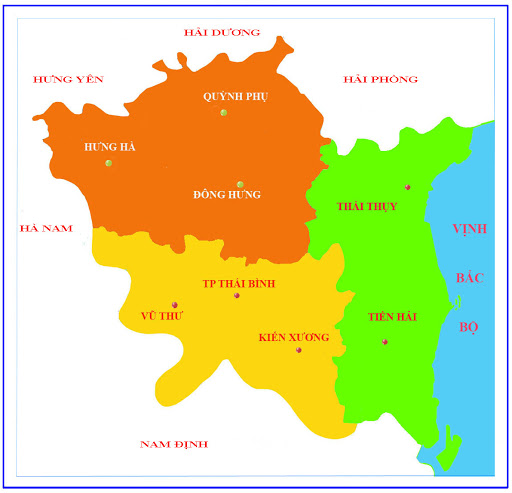 HẢI DƯƠNG
HƯNG YÊN
HẢI PHÒNG
QUỲNH PHỤ
HƯNG HÀ
ĐÔNG HƯNG
THÁI THỤY
HÀ NAM
VỊNH
BẮC
BỘ
TP THÁI BÌNH
VŨ THƯ
TIỀN HẢI
KIẾN XƯƠNG
NAM ĐỊNH